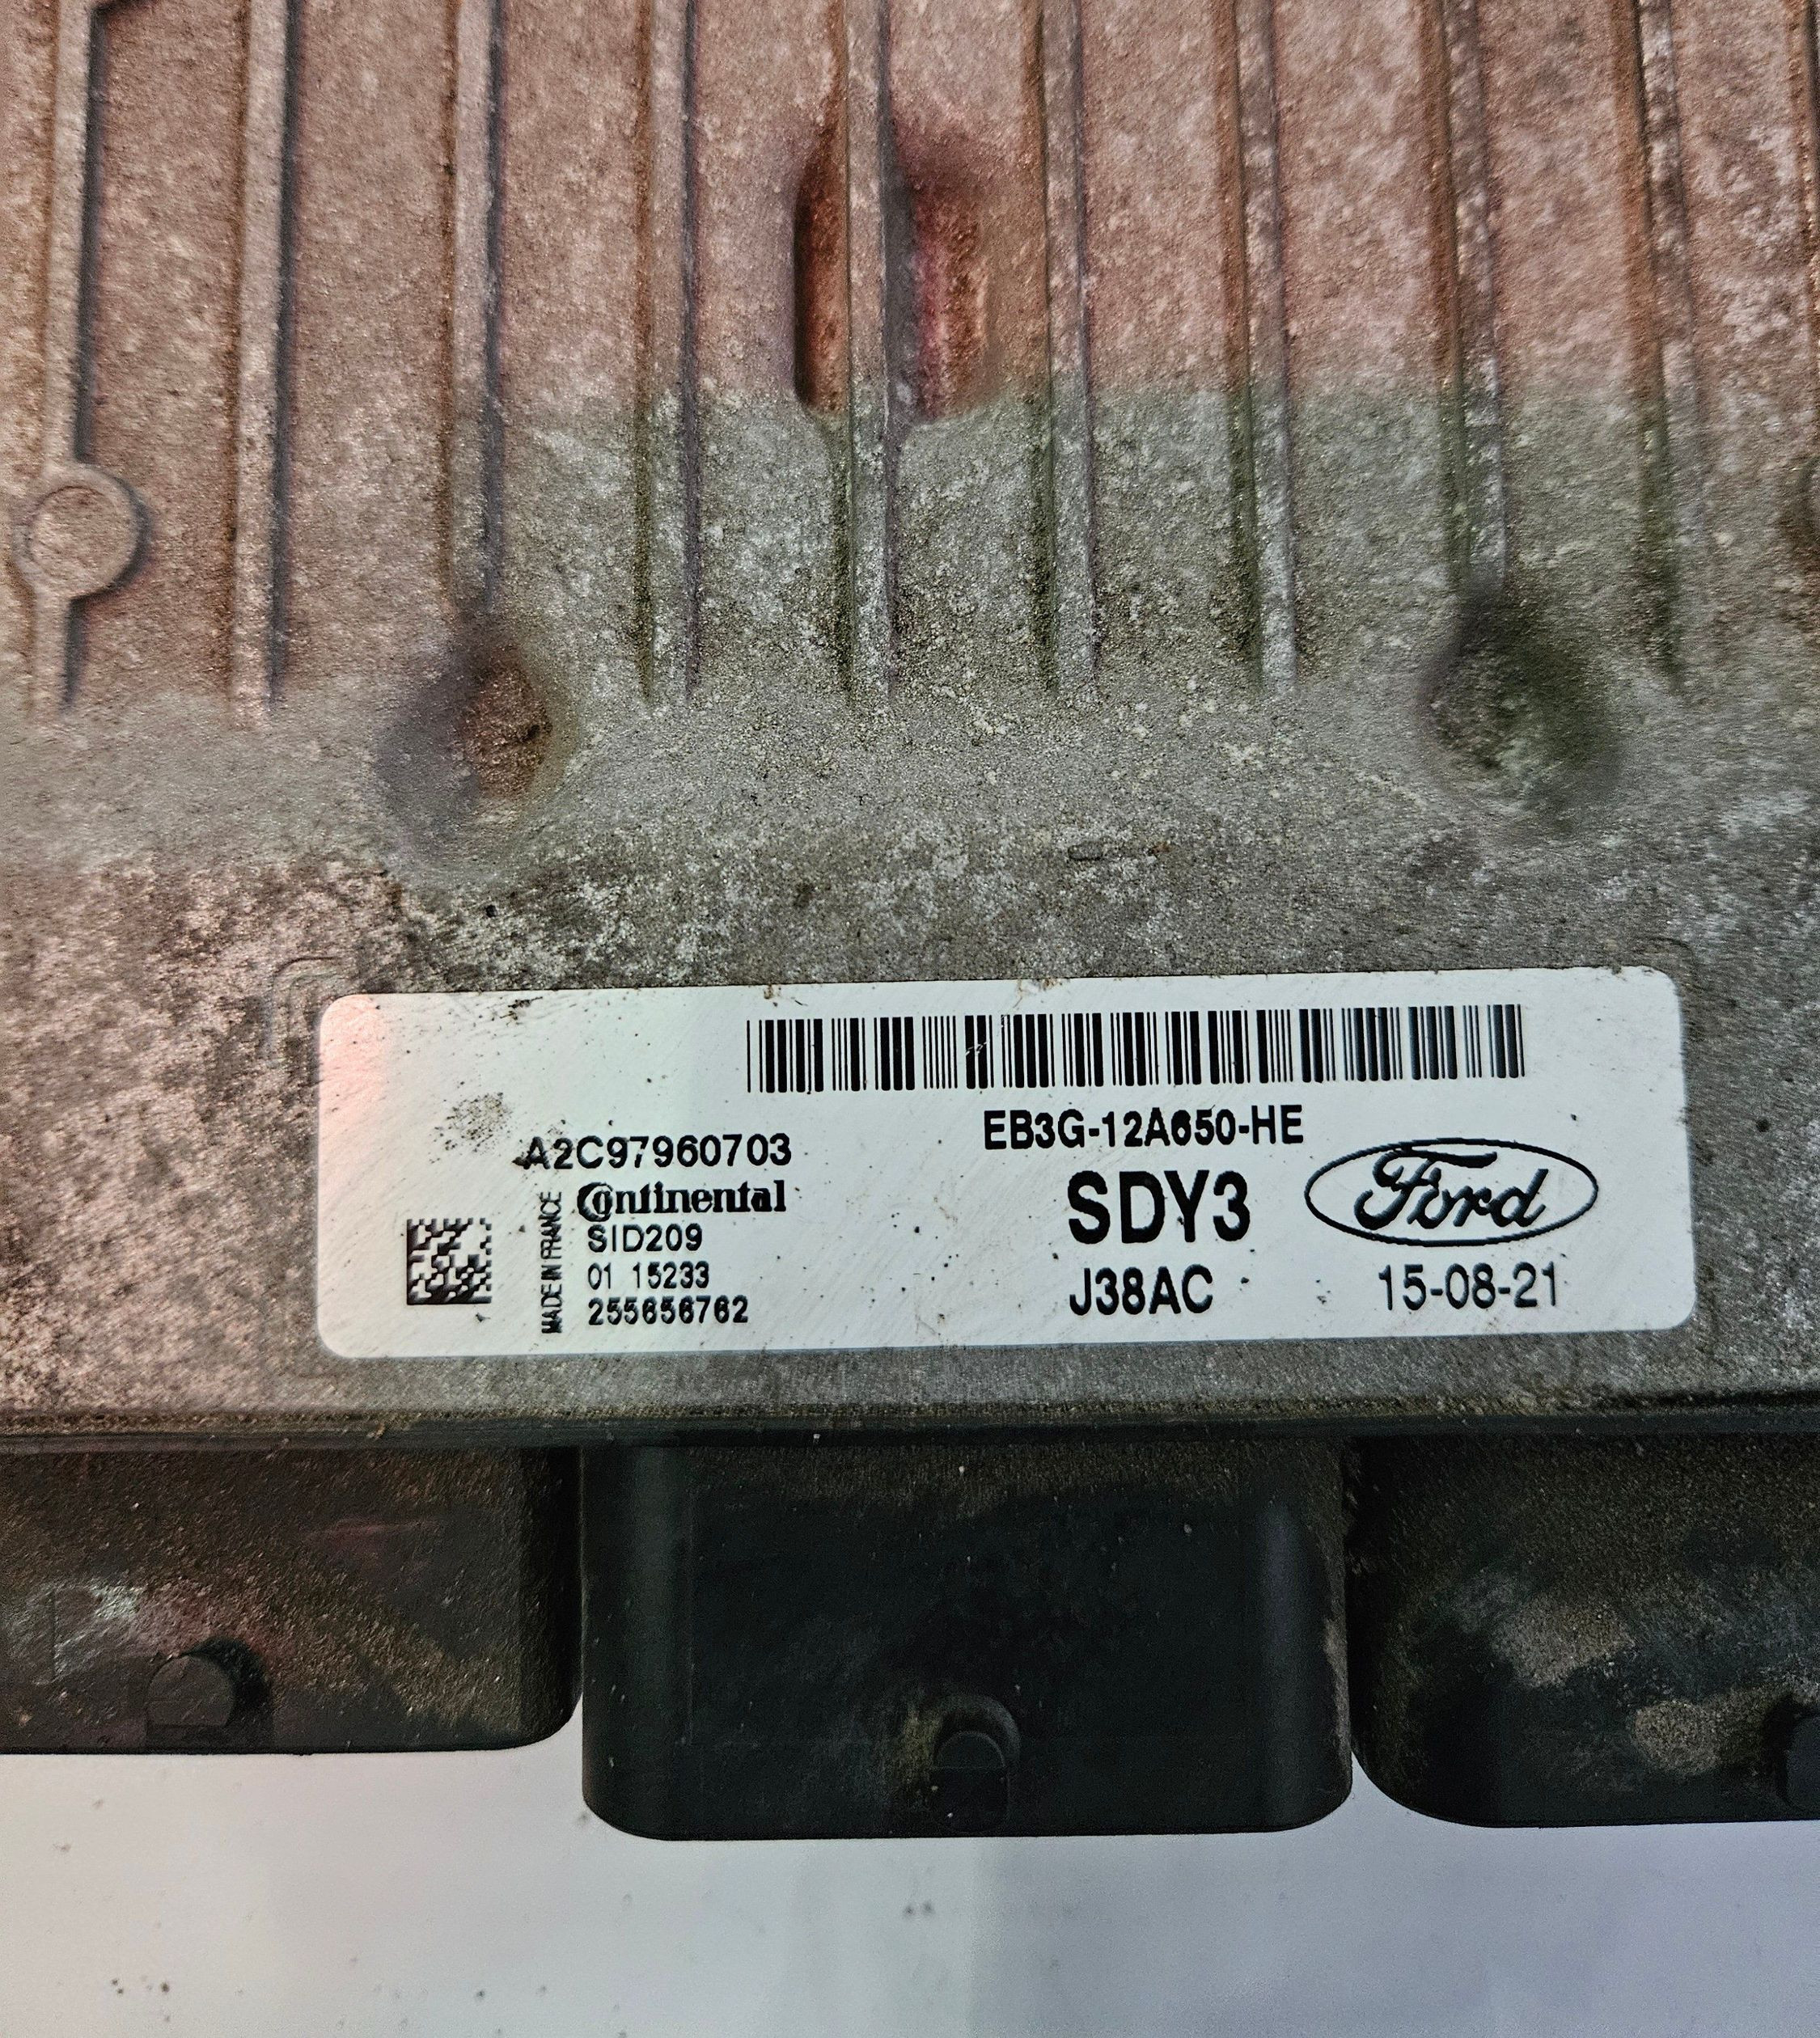 A2C97960703
Continental
MADE IN FRANCE
SID209
01 15233
255656762
EB3G-12A650-HE
SDY3
Ford
J38AC
15-08-21